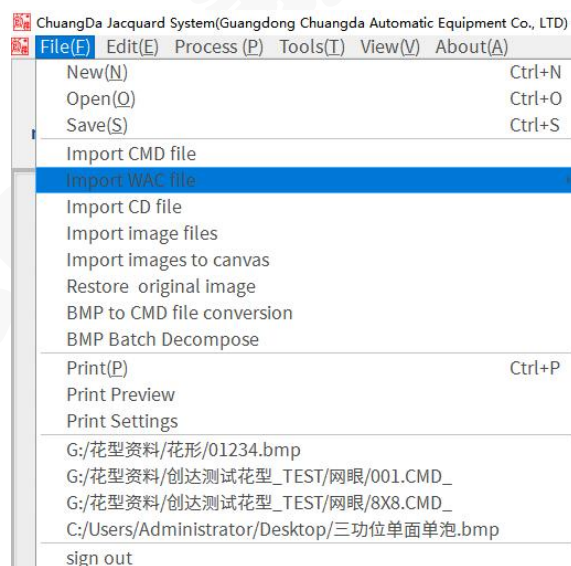 ChuangDa Jacquard System(Guangdong Chuangda Automatic Equipment Co., LTD)
File(F) Edit(E) Process (P) Tools(T) View(V) About(A)
New(N) Ctrl+N
Open(O) Ctrl+O
Save(S) Ctrl+S
Import CMD file
Import WAC file
Import CD file
Import image files
Import images to canvas
Restore original image
BMP to CMD file conversion
BMP Batch Decompose
Print(P) Ctrl+P
Print Preview
Print Settings
G:/花型资料/花形/01234.bmp
G:/花型资料/创达测试花型_TEST/网眼/001.CMD_
G:/花型资料/创达测试花型_TEST/网眼/8X8.CMD_
C:/Users/Administrator/Desktop/三功位单面单泡.bmp
sign out